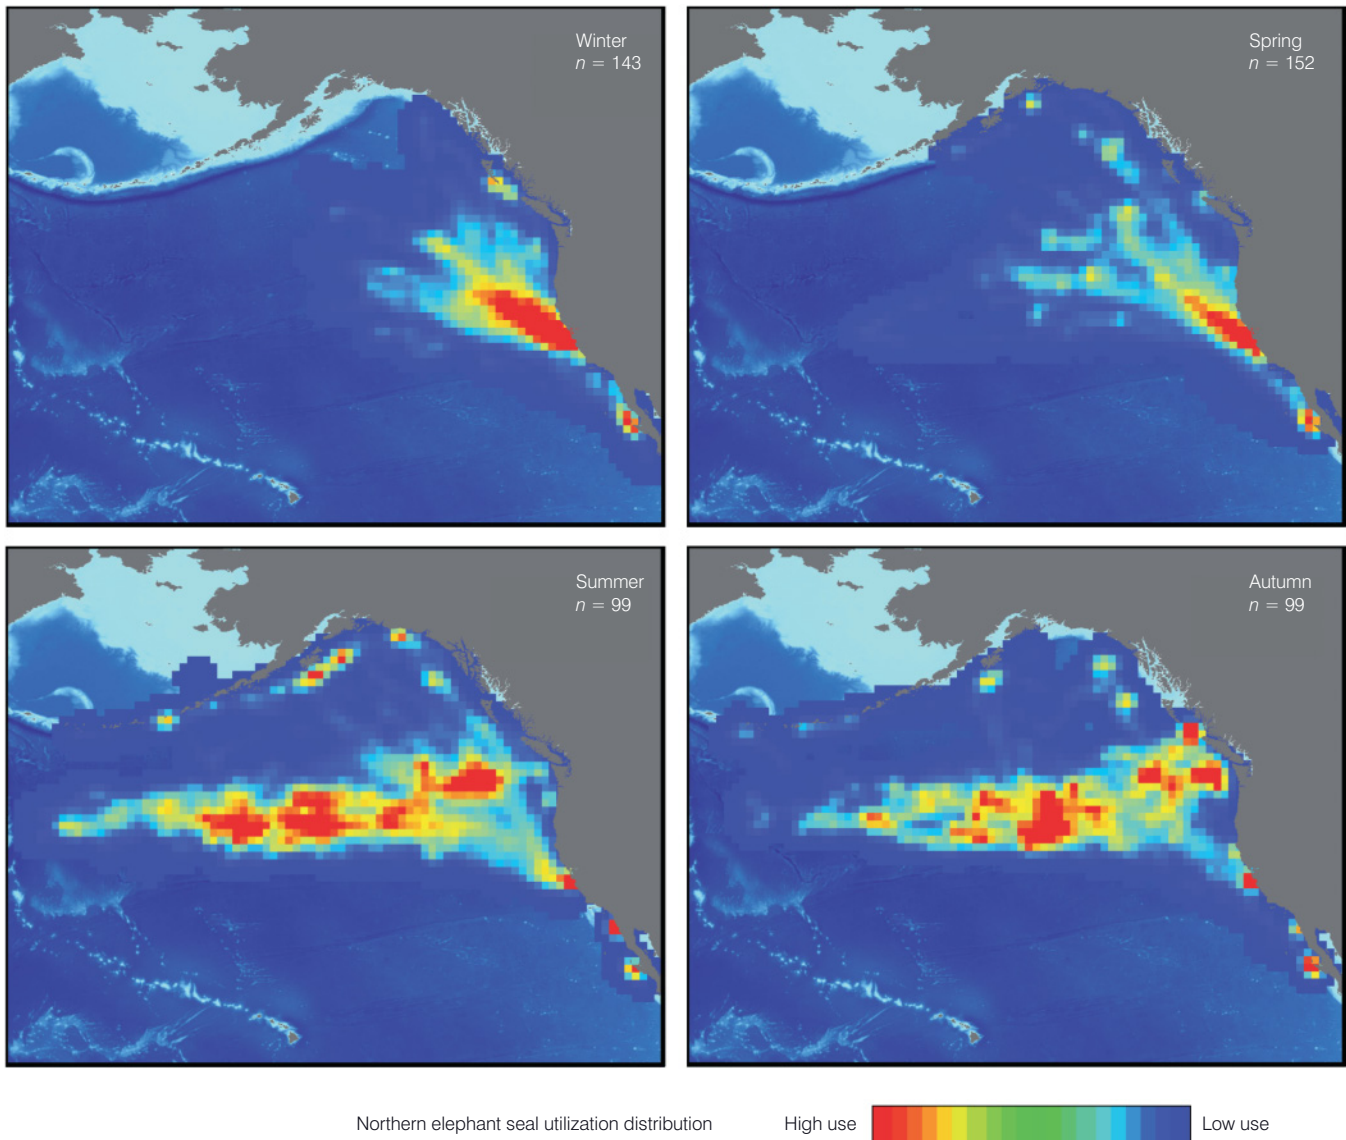 Winter
n = 143
Spring
n = 152
Summer
n = 99
Autumn
n = 99
Northern elephant seal utilization distribution High use Low use